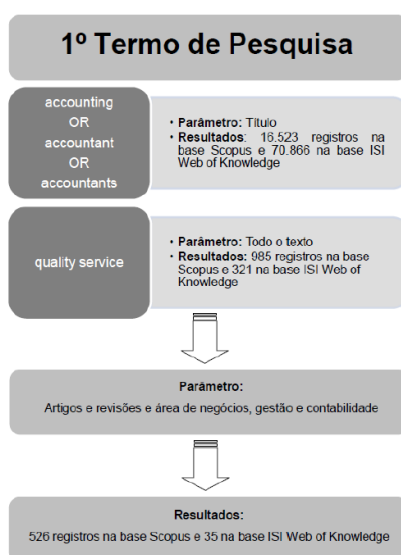 1º Termo de Pesquisa
accounting
OR
accountant
OR
accountants
• Parâmetro: Título
• Resultados: 16.523 registros na
base Scopus e 70.866 na base ISI
Web of Knowledge
quality service
• Parâmetro: Todo o texto
• Resultados: 985 registros na base
Scopus e 321 na base ISI Web of
Knowledge
Parâmetro:
Artigos e revisões e área de negócios, gestão e contabilidade
Resultados:
526 registros na base Scopus e 35 na base ISI Web of Knowledge